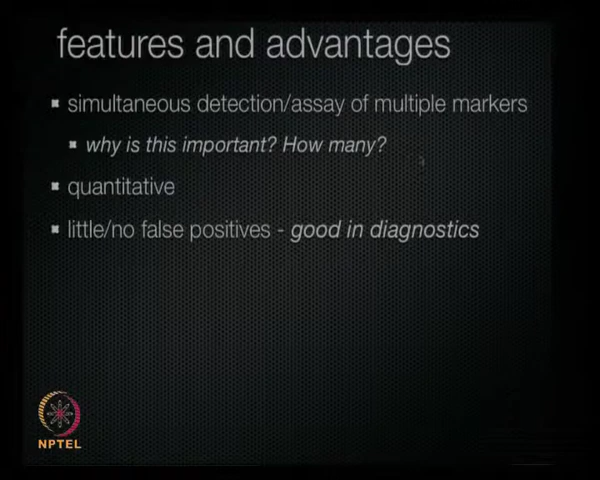 features and advantages
simultaneous detection/assay of multiple markers
why is this important? How many?
quantitative
little/no false positives - good in diagnostics
NPTEL